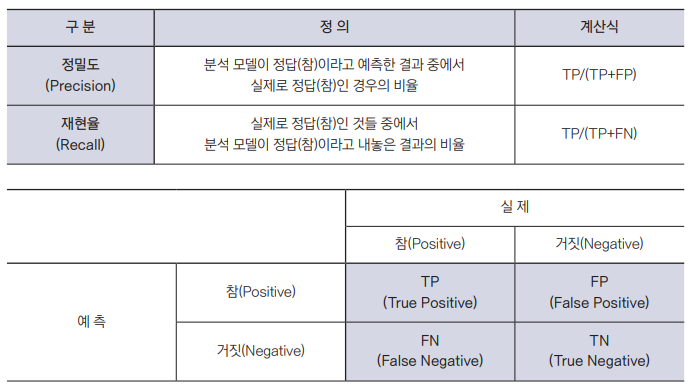 구 분 정 의 계산식
정밀도
(Precision)
분석 모델이 정답(참)이라고 예측한 결과 중에서
실제로 정답(참)인 경우의 비율
TP/(TP+FP)
재현율
(Recall)
실제로 정답(참)인 것들 중에서
분석 모델이 정답(참)이라고 내놓은 결과의 비율
TP/(TP+FN)
실 제
참(Positive) 거짓(Negative)
예 측
참(Positive)
TP
(True Positive)
FP
(False Positive)
거짓(Negative)
FN
(False Negative)
TN
(True Negative)